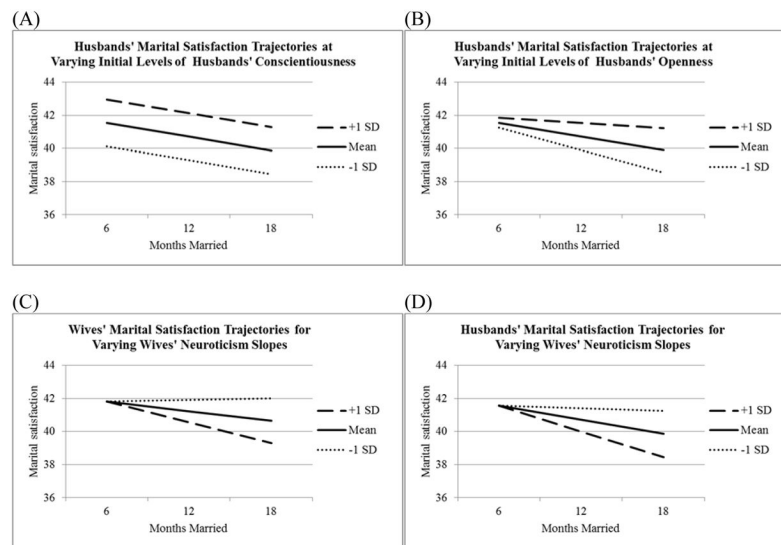 (A)
Husbands' Marital Satisfaction Trajectories at
Varying Initial Levels of Husbands' Conscientiousness
Marital satisfaction
44
42
40
38
36
6
12
18
Months Married
+1 SD
Mean
-1 SD
(B)
Husbands' Marital Satisfaction Trajectories at
Varying Initial Levels of Husbands' Openness
Marital satisfaction
44
42
40
38
36
6
12
18
Months Married
+1 SD
Mean
-1 SD
(C)
Wives' Marital Satisfaction Trajectories for
Varying Wives' Neuroticism Slopes
Marital satisfaction
44
42
40
38
36
6
12
18
Months Married
+1 SD
Mean
-1 SD
(D)
Husbands' Marital Satisfaction Trajectories for
Varying Wives' Neuroticism Slopes
Marital satisfaction
44
42
40
38
36
6
12
18
Months Married
+1 SD
Mean
-1 SD